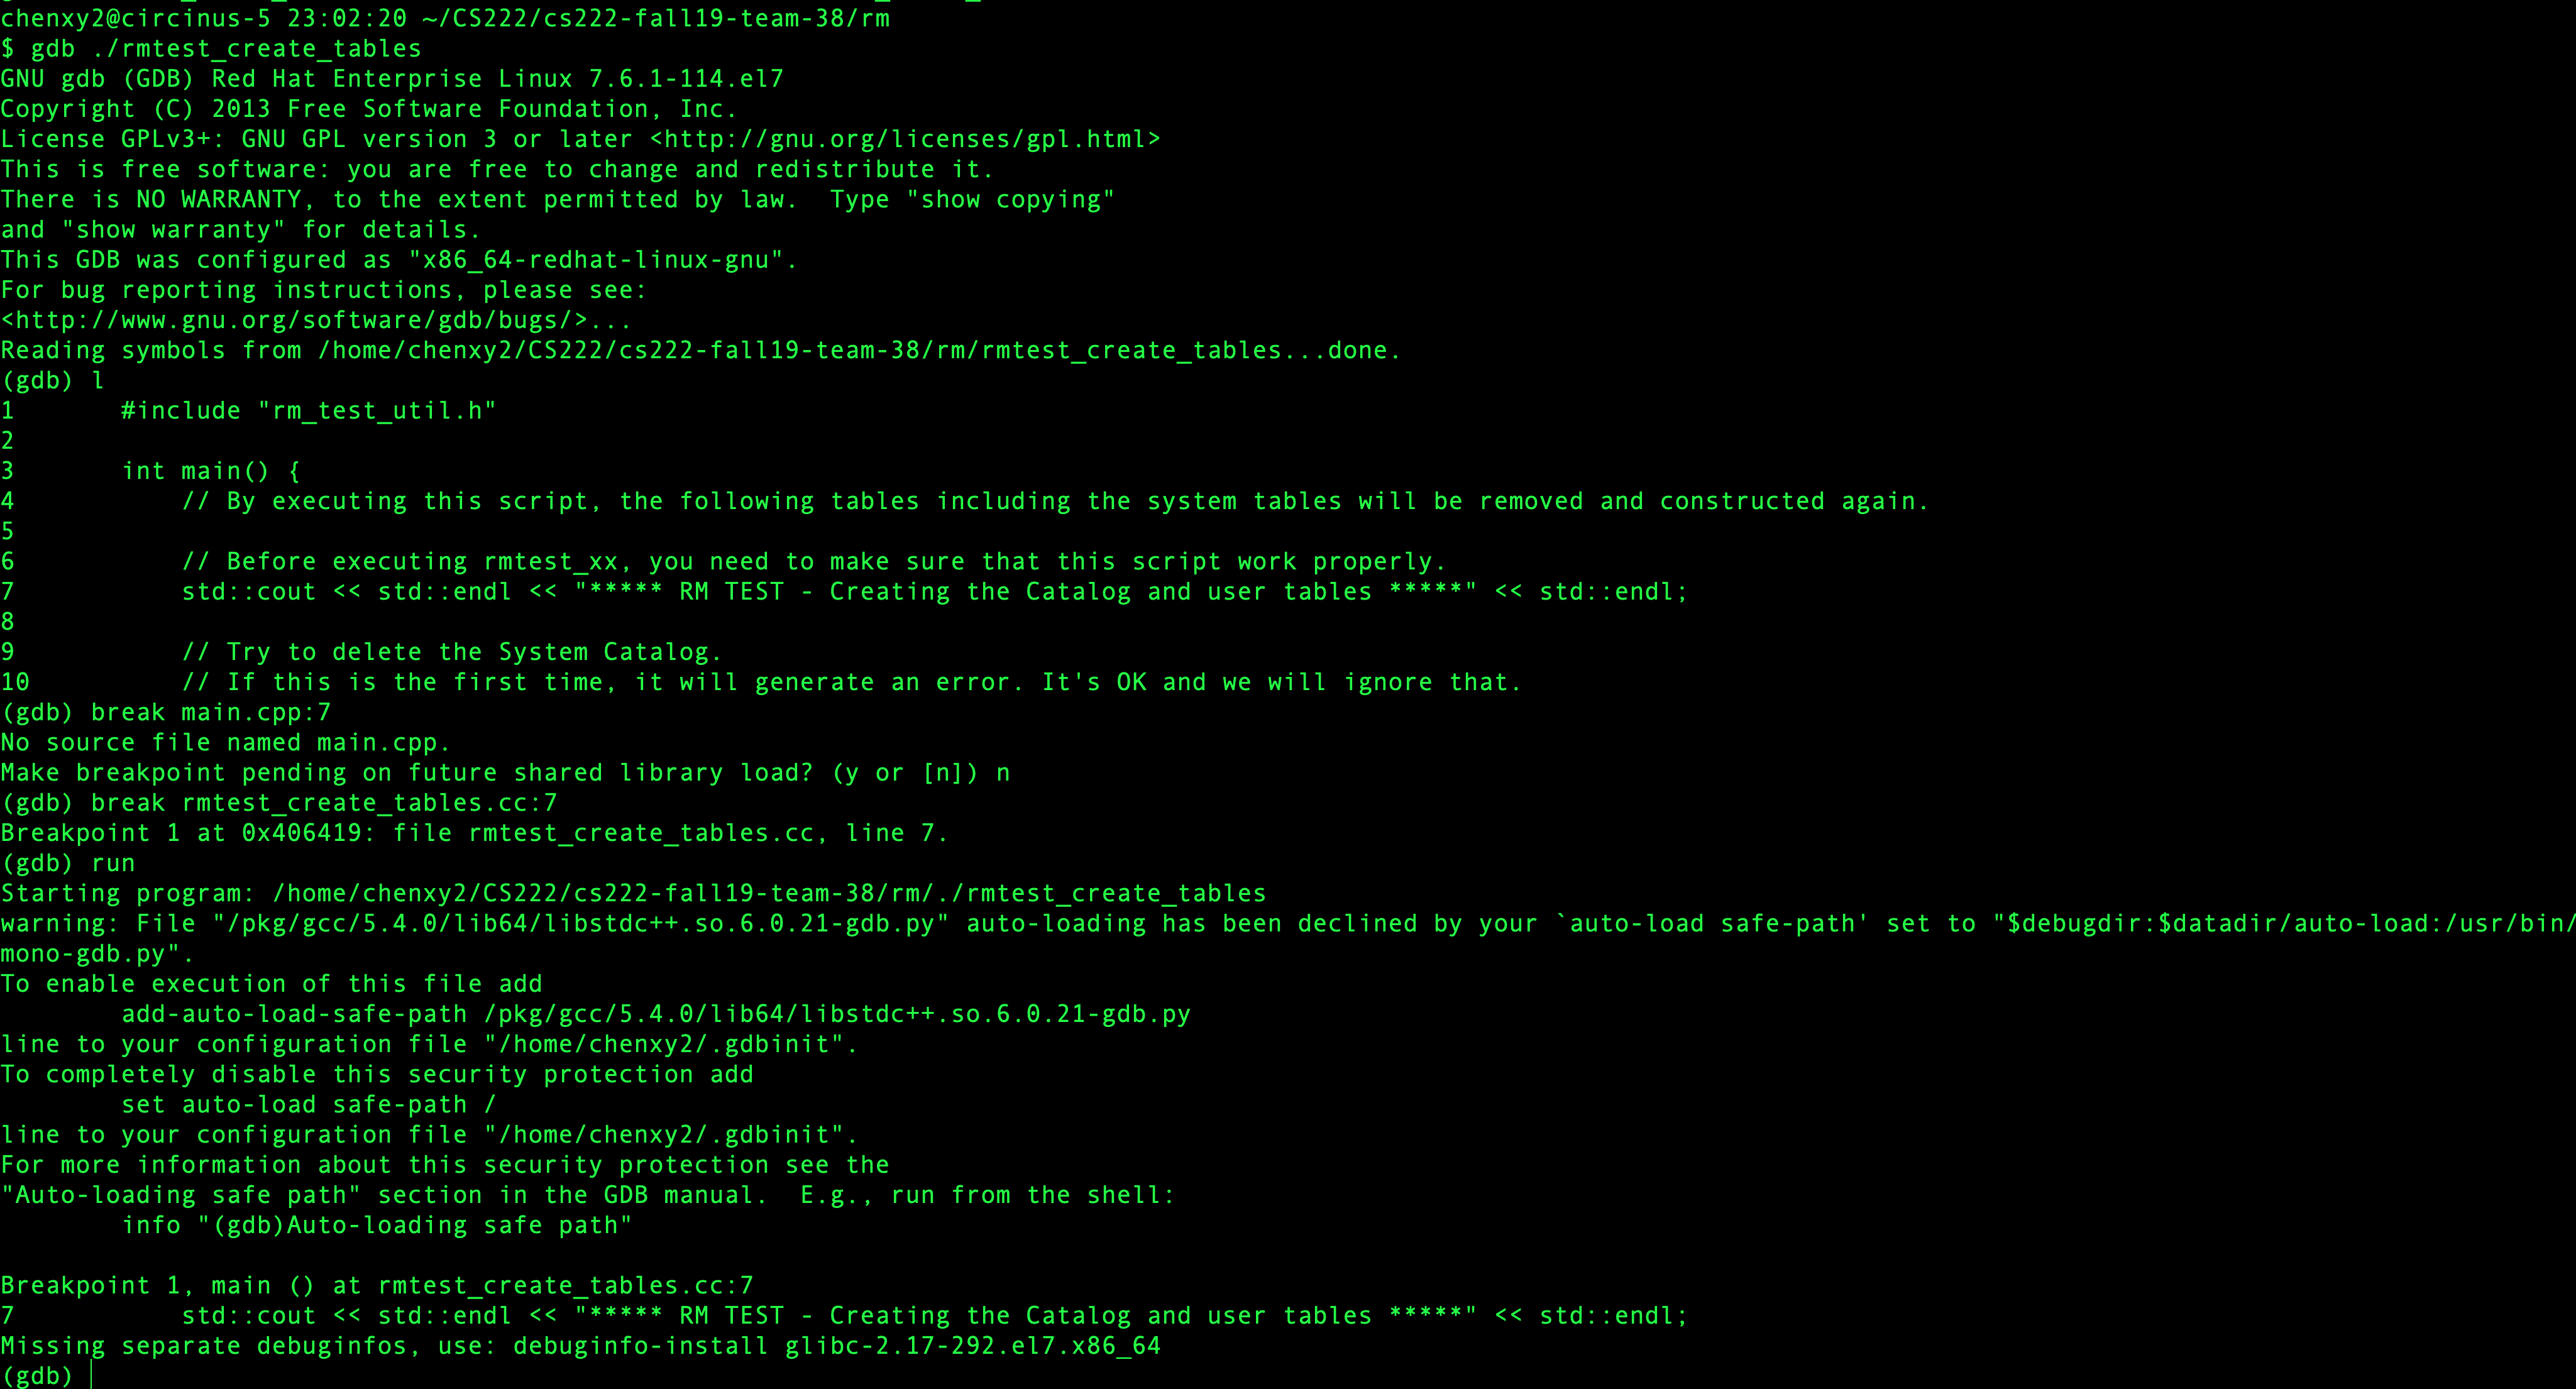 chenxy2@circinus-5 23:02:20 ~/CS222/cs222-fall19-team-38/rm
$ gdb ./rmtest_create_tables
GNU gdb (GDB) Red Hat Enterprise Linux 7.6.1-114.el7
Copyright (C) 2013 Free Software Foundation, Inc.
License GPLv3+: GNU GPL version 3 or later <http://gnu.org/licenses/gpl.html>
This is free software: you are free to change and redistribute it.
There is NO WARRANTY, to the extent permitted by law.  Type "show copying"
and "show warranty" for details.
This GDB was configured as "x86_64-redhat-linux-gnu".
For bug reporting instructions, please see:
<http://www.gnu.org/software/gdb/bugs/>...
Reading symbols from /home/chenxy2/CS222/cs222-fall19-team-38/rm/rmtest_create_tables...done.
(gdb) l
1       #include "rm_test_util.h"
2
3       int main() {
4           // By executing this script, the following tables including the system tables will be removed and constructed again.
5
6           // Before executing rmtest_xx, you need to make sure that this script work properly.
7           std::cout << std::endl << "***** RM TEST - Creating the Catalog and user tables *****" << std::endl;
8
9           // Try to delete the System Catalog.
10          // If this is the first time, it will generate an error. It's OK and we will ignore that.
(gdb) break main.cpp:7
No source file named main.cpp.
Make breakpoint pending on future shared library load? (y or [n]) n
(gdb) break rmtest_create_tables.cc:7
Breakpoint 1 at 0x406419: file rmtest_create_tables.cc, line 7.
(gdb) run
Starting program: /home/chenxy2/CS222/cs222-fall19-team-38/rm/./rmtest_create_tables
warning: File "/pkg/gcc/5.4.0/lib64/libstdc++.so.6.0.21-gdb.py" auto-loading has been declined by your `auto-load safe-path' set to "$debugdir:$datadir/auto-load:/usr/bin/
mono-gdb.py".
To enable execution of this file add
        add-auto-load-safe-path /pkg/gcc/5.4.0/lib64/libstdc++.so.6.0.21-gdb.py
line to your configuration file "/home/chenxy2/.gdbinit".
To completely disable this security protection add
        set auto-load safe-path /
line to your configuration file "/home/chenxy2/.gdbinit".
For more information about this security protection see the
"Auto-loading safe path" section in the GDB manual.  E.g., run from the shell:
        info "(gdb)Auto-loading safe path"

Breakpoint 1, main () at rmtest_create_tables.cc:7
7           std::cout << std::endl << "***** RM TEST - Creating the Catalog and user tables *****" << std::endl;
Missing separate debuginfos, use: debuginfo-install glibc-2.17-292.el7.x86_64
(gdb)